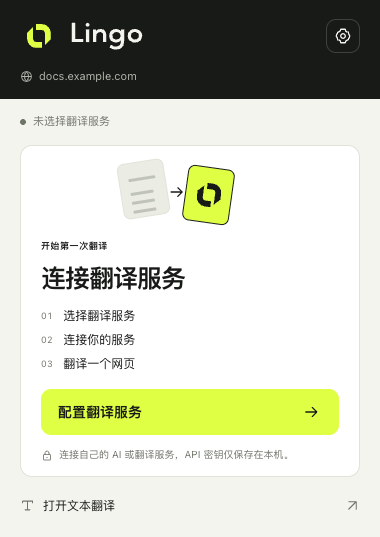 Lingo
docs.example.com
未选择翻译服务
开始第一次翻译
连接翻译服务
01 选择翻译服务
02 连接你的服务
03 翻译一个网页
配置翻译服务
连接自己的 AI 或翻译服务，API 密钥仅保存在本机。
打开文本翻译